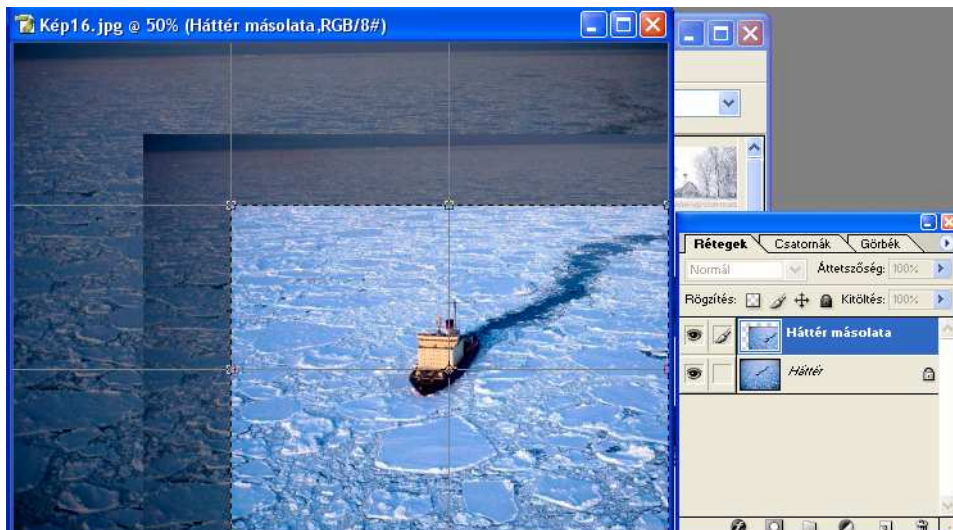 Kép16.jpg @ 50% (Háttér másolata,RGB/8#)
Rétegek Csatornák Görbék
Normál Áttetszőség: 100%
Rögzítés: Kitöltés: 100%
Háttér másolata
Háttér